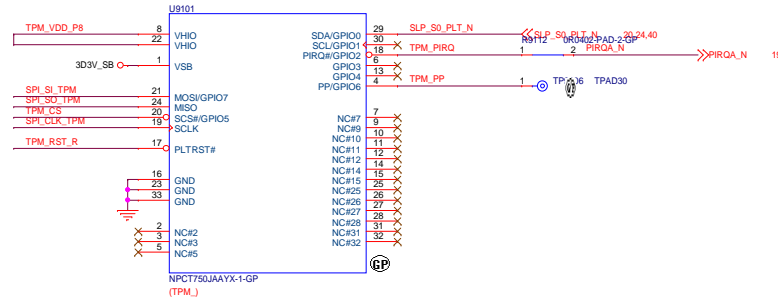 U9101
TPM_VDD_P8
8
VHIO
22
VHIO
3D3V_SB
1
VSB
SPI_SI_TPM
21
MOSI/GPIO7
SPI_SO_TPM
24
MISO
TPM_CS
20
SCS#/GPIO5
SPI_CLK_TPM
19
SCLK
TPM_RST_R
17
PLTRST#
16
GND
23
GND
33
GND
2
NC#2
3
NC#3
5
NC#5
SDA/GPIO0
29
SLP_S0_PLT_N
SLP_S0_PLT_N
20,24,40
SCL/GPIO1
30
R9112
0R0402-PAD-2-GP
PIRQ#/GPIO2
18
TPM_PIRQ
1
2
PIRQA_N
PIRQA_N
19
GPIO3
6
GPIO4
13
PP/GPIO6
4
TPM_PP
1
TPAD30
NC#7
7
NC#9
9
NC#10
10
NC#11
11
NC#12
12
NC#14
14
NC#15
15
NC#25
25
NC#26
26
NC#27
27
NC#28
28
NC#31
31
NC#32
32
GP
NPCT750JAAYX-1-GP
(TPM_)